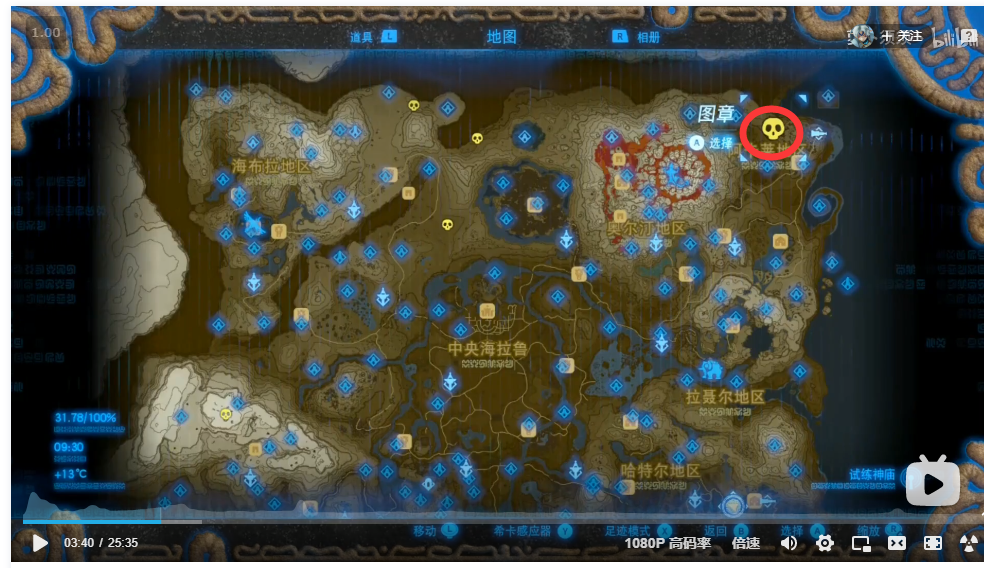 1.00
道具 L 地图 R 相册
+ 关注 bilibili
图章
A 选择
海布拉地区
奥尔汀地区
中央海拉鲁
拉聂尔地区
哈特尔地区
31.78/100%
09:30
+13℃
试练神庙
移动 L 希卡感应器 Y 足迹模式 X 返回 B 选择 A 缩放 R
03:40 / 25:35 1080P 高码率 倍速